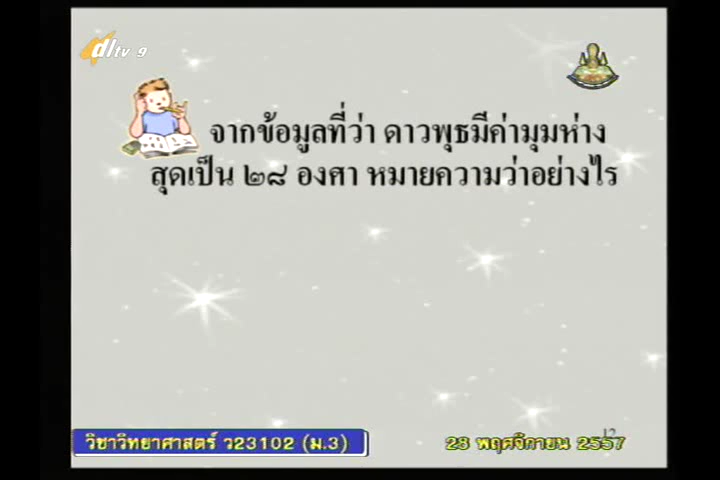 dltv 9
จากข้อมูลที่ว่า ดาวพุธมีค่ามุมห่าง
สุดเป็น ๒๘ องศา หมายความว่าอย่างไร
12
วิชาวิทยาศาสตร์ ว23102 (ม.3)
28 พฤศจิกายน 2557